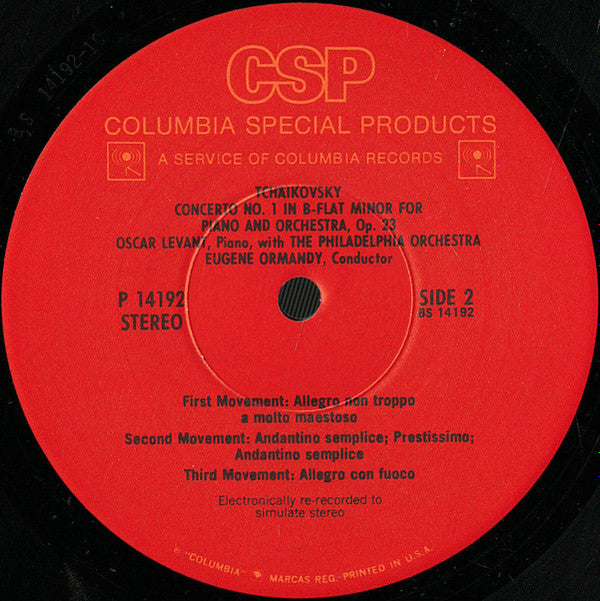 CSP
COLUMBIA SPECIAL PRODUCTS
A SERVICE OF COLUMBIA RECORDS
TCHAIKOVSKY
CONCERTO NO. 1 IN B-FLAT MINOR FOR
PIANO AND ORCHESTRA, Op. 23
OSCAR LEVANT, Piano, with THE PHILADELPHIA ORCHESTRA
EUGENE ORMANDY, Conductor
P 14192
STEREO
SIDE 2
BS 14192
First Movement: Allegro non troppo
a molto maestoso
Second Movement: Andantino semplice; Prestissimo;
Andantino semplice
Third Movement: Allegro con fuoco
Electronically re-recorded to
simulate stereo
"COLUMBIA" MARCAS REG.-PRINTED IN U.S.A.